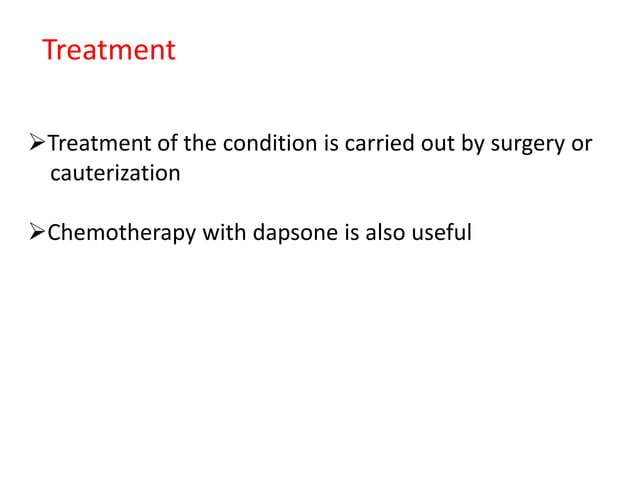 Treatment
➢Treatment of the condition is carried out by surgery or
cauterization
➢Chemotherapy with dapsone is also useful